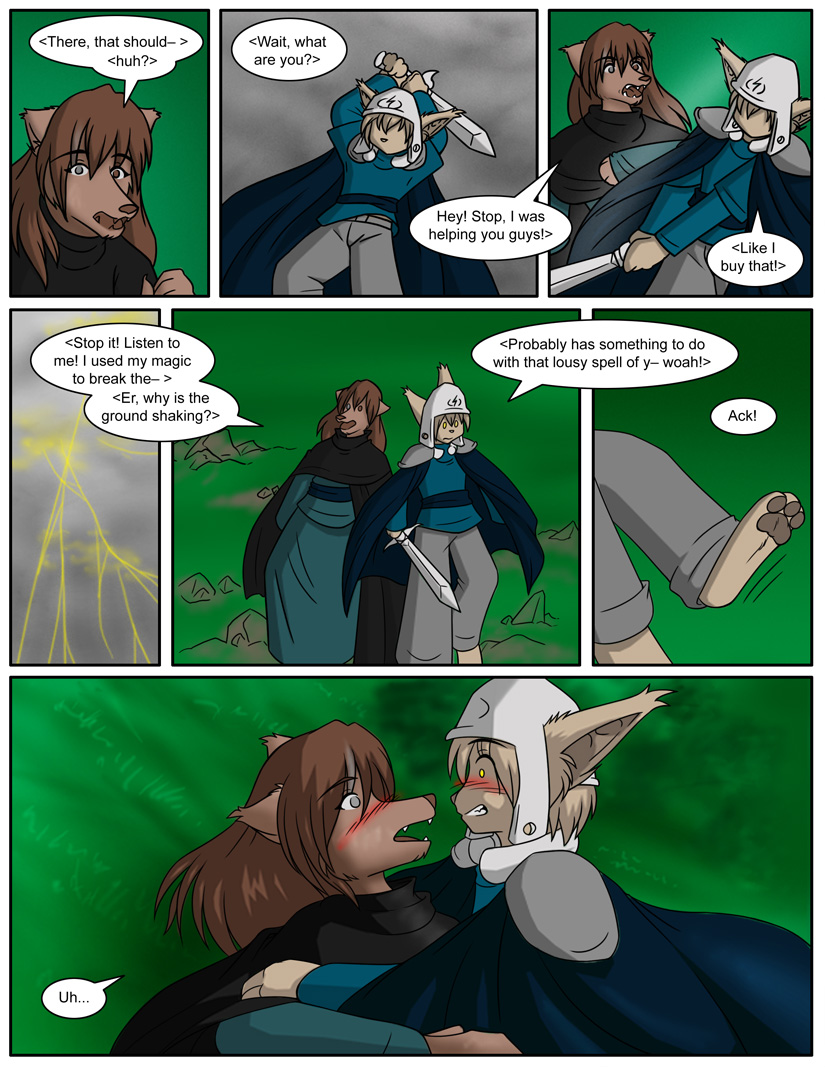 <There, that should– >
<huh?>
<Wait, what
are you?>
Hey! Stop, I was
helping you guys!>
<Like I
buy that!>
<Stop it! Listen to
me! I used my magic
to break the– >
<Er, why is the
ground shaking?>
<Probably has something to do
with that lousy spell of y– woah!>
Ack!
Uh...